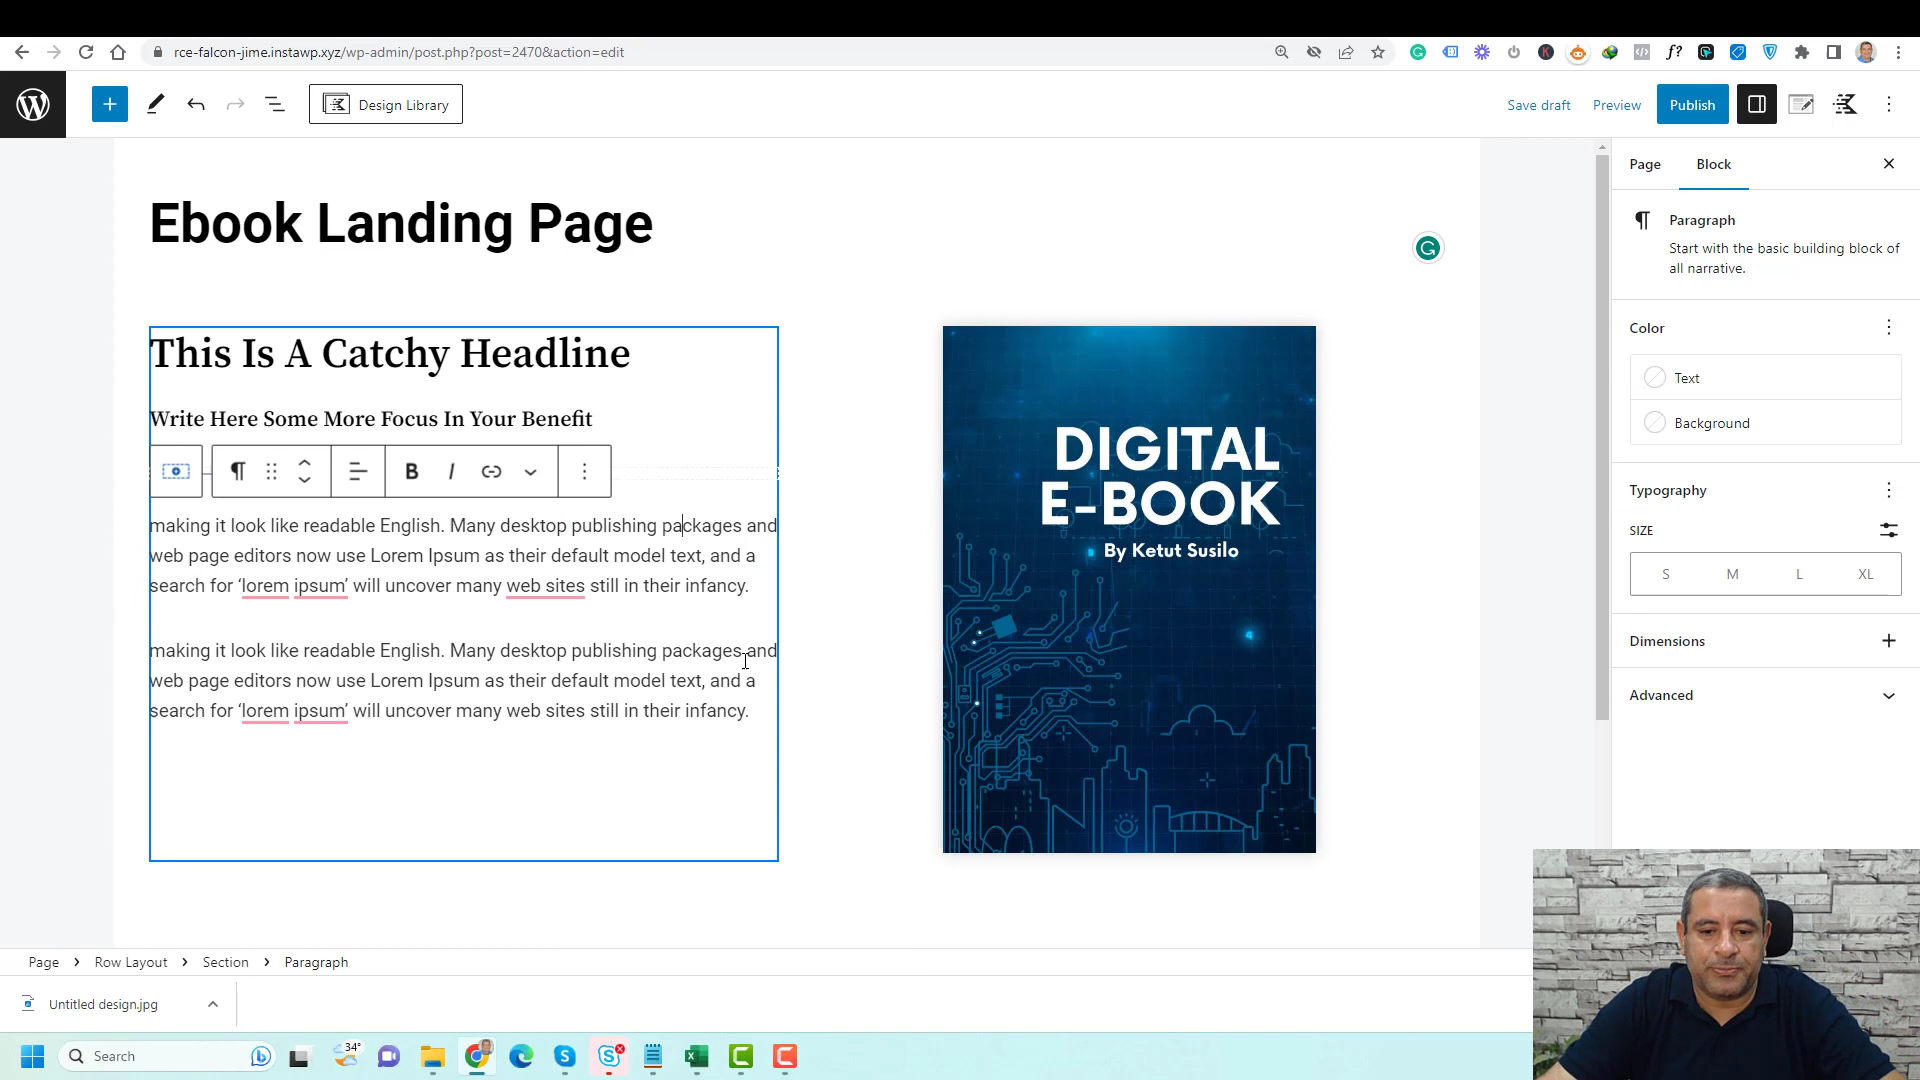 rce-falcon-jime.instawp.xyz/wp-admin/post.php?post=2470&action=edit
Design Library
Save draft
Preview
Publish
Ebook Landing Page
This Is A Catchy Headline
Write Here Some More Focus In Your Benefit
B I
making it look like readable English. Many desktop publishing packages and
web page editors now use Lorem Ipsum as their default model text, and a
search for ‘lorem ipsum’ will uncover many web sites still in their infancy.
making it look like readable English. Many desktop publishing packages and
web page editors now use Lorem Ipsum as their default model text, and a
search for ‘lorem ipsum’ will uncover many web sites still in their infancy.
DIGITAL
E-BOOK
By Ketut Susilo
Page
Block
Paragraph
Start with the basic building block of
all narrative.
Color
Text
Background
Typography
SIZE
S M L XL
Dimensions
Advanced
Page > Row Layout > Section > Paragraph
Untitled design.jpg
Search
34°